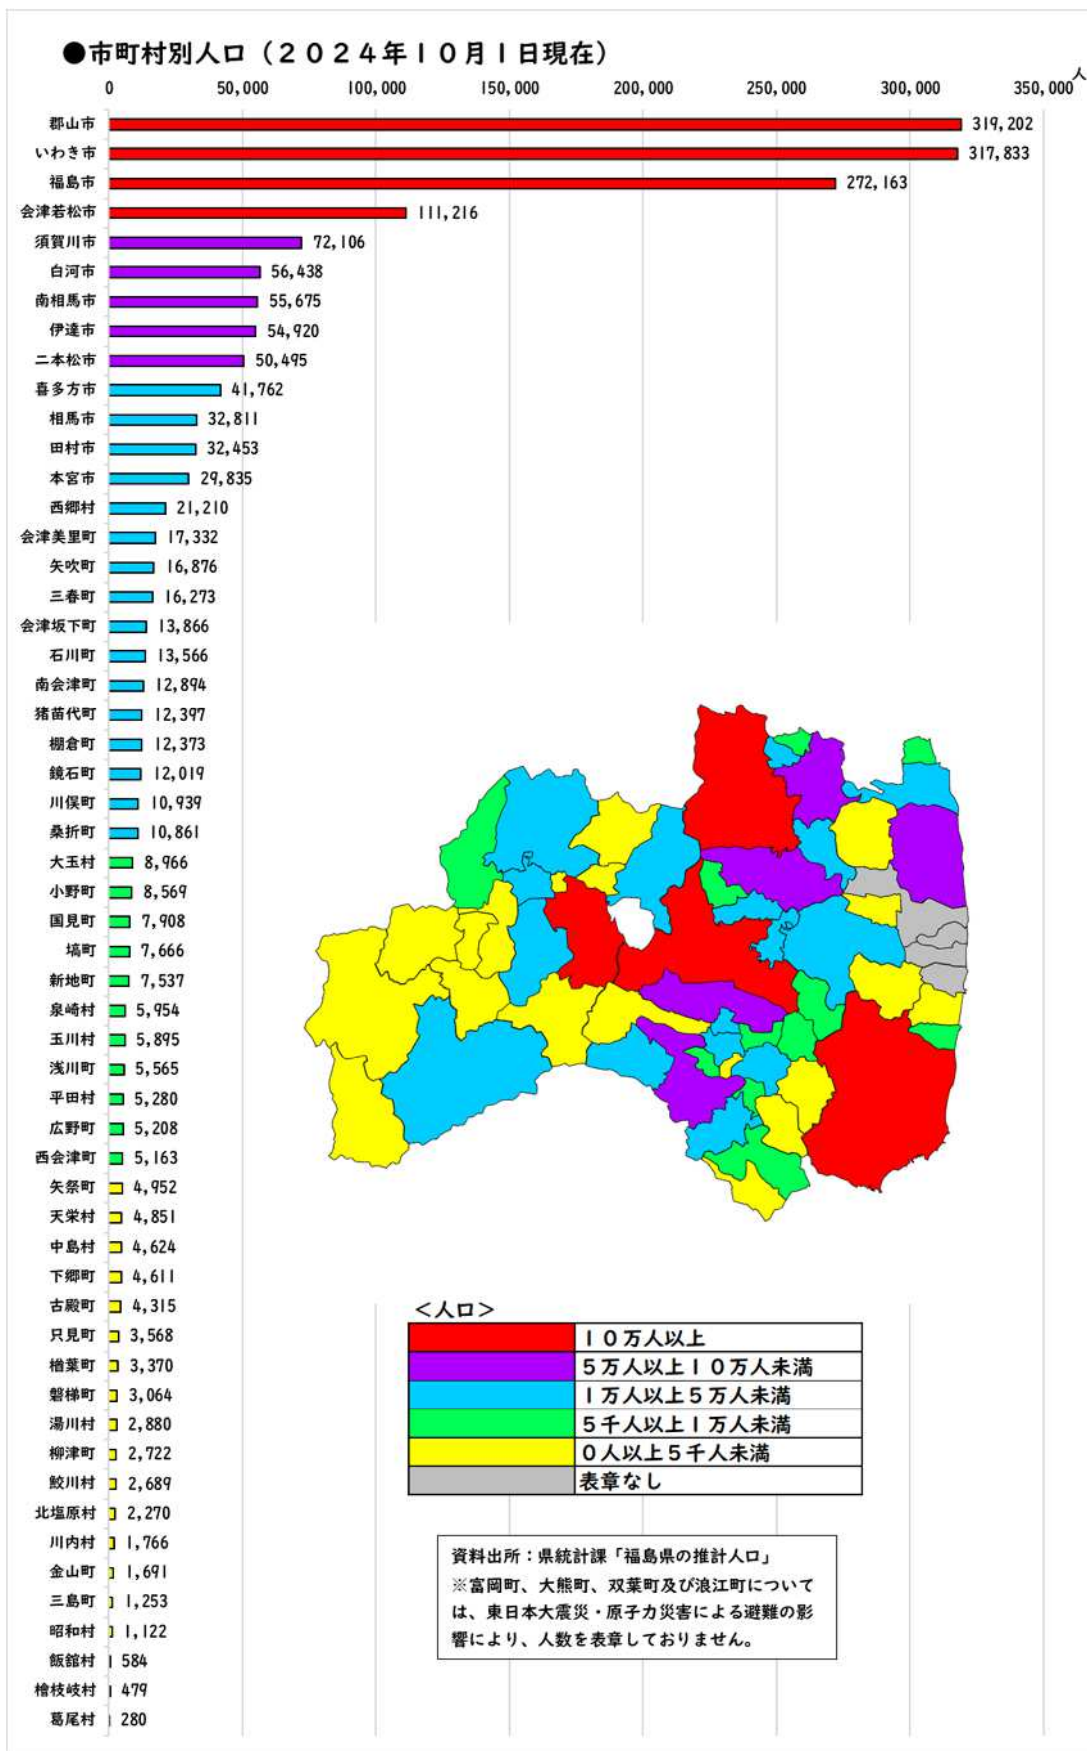 ●市町村別人口（２０２４年１０月１日現在）
人
0 50,000 100,000 150,000 200,000 250,000 300,000 350,000
郡山市 319,202
いわき市 317,833
福島市 272,163
会津若松市 111,216
須賀川市 72,106
白河市 56,438
南相馬市 55,675
伊達市 54,920
二本松市 50,495
喜多方市 41,762
相馬市 32,811
田村市 32,453
本宮市 29,835
西郷村 21,210
会津美里町 17,332
矢吹町 16,876
三春町 16,273
会津坂下町 13,866
石川町 13,566
南会津町 12,894
猪苗代町 12,397
棚倉町 12,373
鏡石町 12,019
川俣町 10,939
桑折町 10,861
大玉村 8,966
小野町 8,569
国見町 7,908
塙町 7,666
新地町 7,537
泉崎村 5,954
玉川村 5,895
浅川町 5,565
平田村 5,280
広野町 5,208
西会津町 5,163
矢祭町 4,952
天栄村 4,851
中島村 4,624
下郷町 4,611
古殿町 4,315
只見町 3,568
楢葉町 3,370
磐梯町 3,064
湯川村 2,880
柳津町 2,722
鮫川村 2,689
北塩原村 2,270
川内村 1,766
金山町 1,691
三島町 1,253
昭和村 1,122
飯舘村 584
檜枝岐村 479
葛尾村 280
＜人口＞
１０万人以上
５万人以上１０万人未満
１万人以上５万人未満
５千人以上１万人未満
０人以上５千人未満
表章なし
資料出所：県統計課「福島県の推計人口」
※富岡町、大熊町、双葉町及び浪江町について
は、東日本大震災・原子力災害による避難の影
響により、人数を表章しておりません。